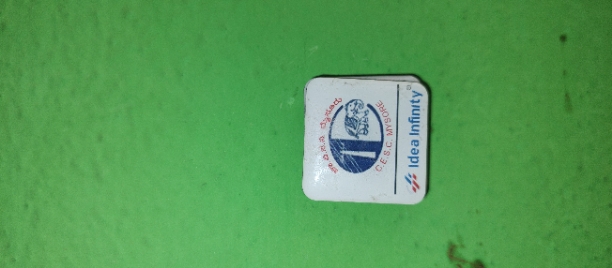 ಚಾ.ವಿ.ಸ.ನಿ. ಮೈಸೂರು
C.E.S.C. MYSORE
Idea Infinity